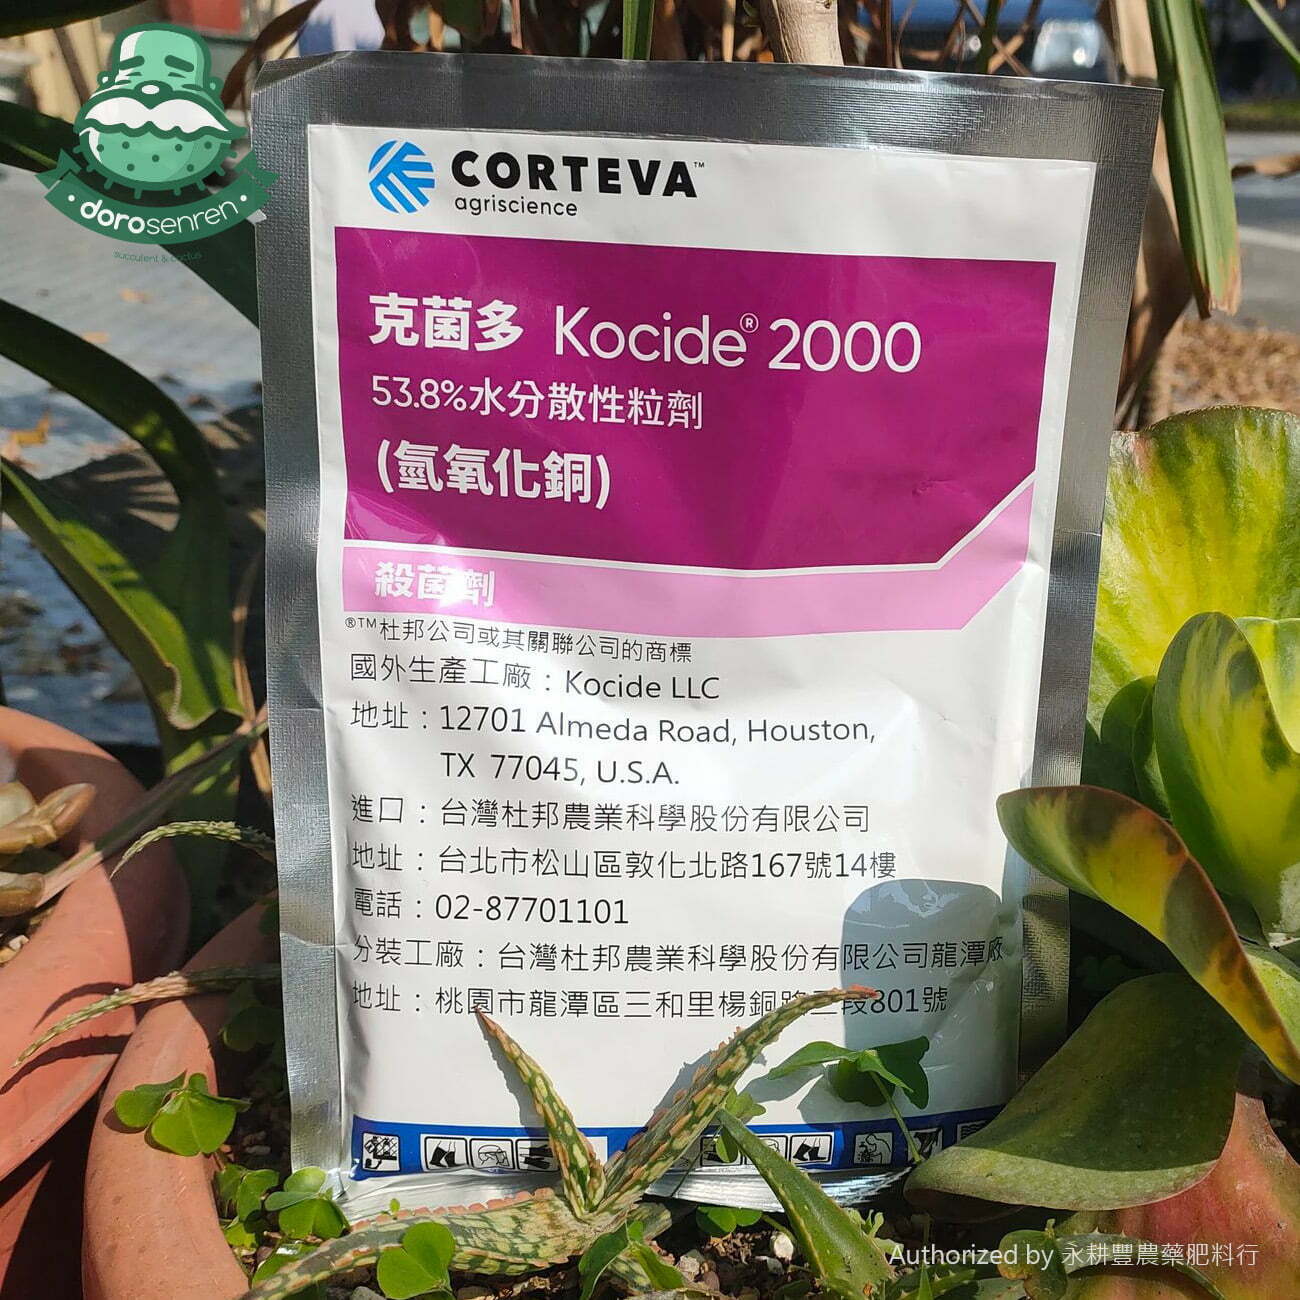 dorosenren
succulent & cactus
CORTEVA™
agriscience
克菌多 Kocide® 2000
53.8%水分散性粒劑
(氫氧化銅)
殺菌劑
®™杜邦公司或其關聯公司的商標
國外生產工廠：Kocide LLC
地址：12701 Almeda Road, Houston,
TX 77045, U.S.A.
進口：台灣杜邦農業科學股份有限公司
地址：台北市松山區敦化北路167號14樓
電話：02-87701101
分裝工廠：台灣杜邦農業科學股份有限公司龍潭廠
地址：桃園市龍潭區三和里楊銅路三段801號
Authorized by 永耕豐農藥肥料行